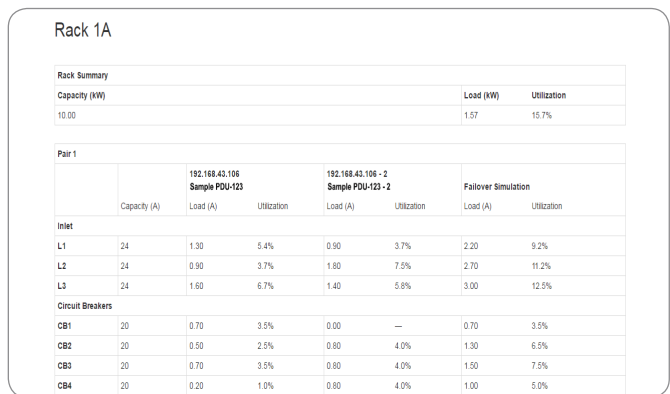 Rack 1A
Rack Summary
Capacity (kW) Load (kW) Utilization
10.00 1.57 15.7%
Pair 1
192.168.43.106 192.168.43.106 - 2
Sample PDU-123 Sample PDU-123 - 2 Failover Simulation
Capacity (A) Load (A) Utilization Load (A) Utilization Load (A) Utilization
Inlet
L1 24 1.30 5.4% 0.90 3.7% 2.20 9.2%
L2 24 0.90 3.7% 1.80 7.5% 2.70 11.2%
L3 24 1.60 6.7% 1.40 5.8% 3.00 12.5%
Circuit Breakers
CB1 20 0.70 3.5% 0.00 — 0.70 3.5%
CB2 20 0.50 2.5% 0.80 4.0% 1.30 6.5%
CB3 20 0.70 3.5% 0.80 4.0% 1.50 7.5%
CB4 20 0.20 1.0% 0.80 4.0% 1.00 5.0%